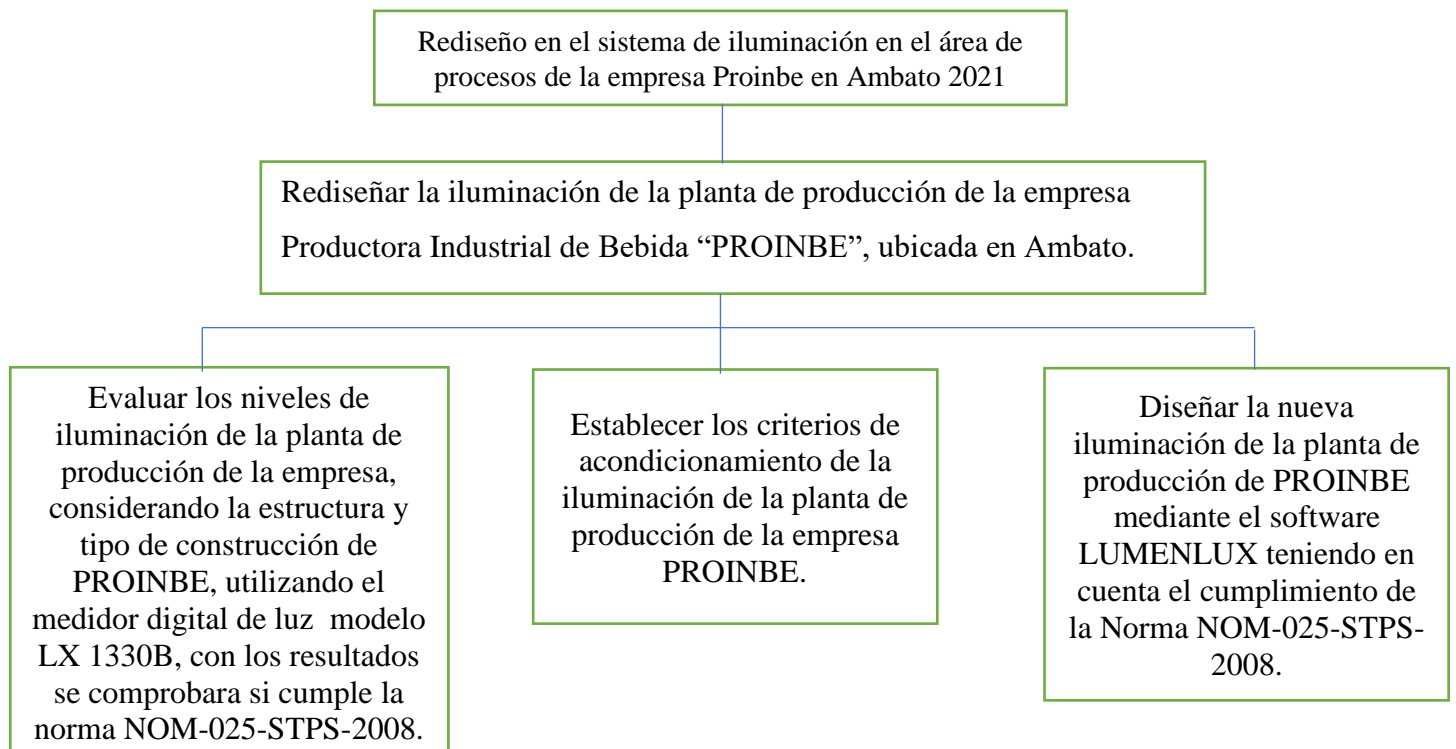 Rediseño en el sistema de iluminación en el área de
procesos de la empresa Proinbe en Ambato 2021
Rediseñar la iluminación de la planta de producción de la empresa
Productora Industrial de Bebida “PROINBE”, ubicada en Ambato.
Evaluar los niveles de
iluminación de la planta de
producción de la empresa,
considerando la estructura y
tipo de construcción de
PROINBE, utilizando el
medidor digital de luz modelo
LX 1330B, con los resultados
se comprobara si cumple la
norma NOM-025-STPS-2008.
Establecer los criterios de
acondicionamiento de la
iluminación de la planta de
producción de la empresa
PROINBE.
Diseñar la nueva
iluminación de la planta de
producción de PROINBE
mediante el software
LUMENLUX teniendo en
cuenta el cumplimiento de
la Norma NOM-025-STPS-
2008.